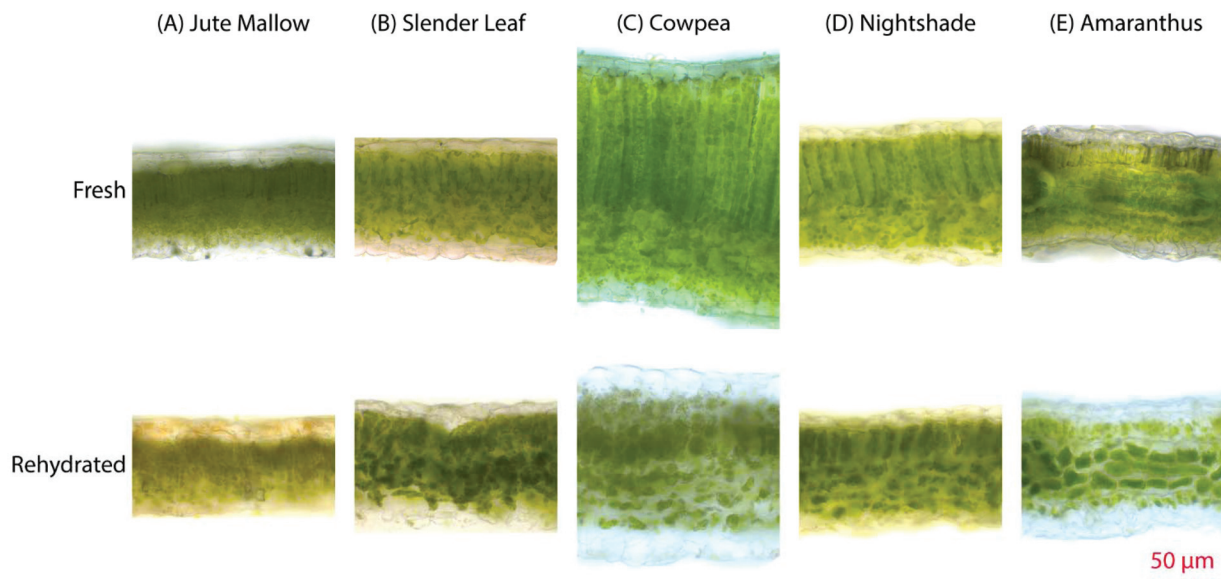 (A) Jute Mallow (B) Slender Leaf (C) Cowpea (D) Nightshade (E) Amaranthus
Fresh
Rehydrated
50 µm